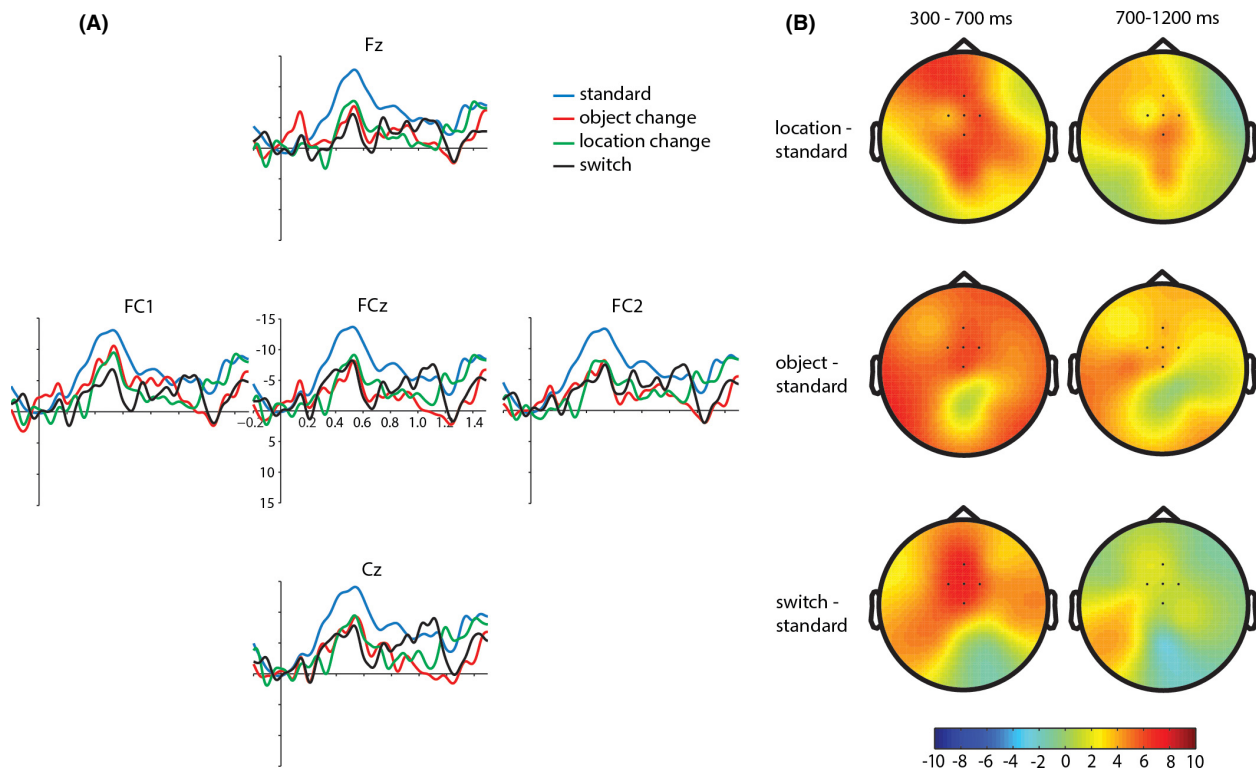 (A)
Fz
standard
object change
location change
switch
FC1
FCz
FC2
-15
-10
-5
−0.2
0.2 0.4 0.6 0.8 1.0 1.2 1.4
5
10
15
Cz
(B)
300 - 700 ms
700-1200 ms
location -
standard
object -
standard
switch -
standard
-10 -8 -6 -4 -2 0 2 4 6 8 10